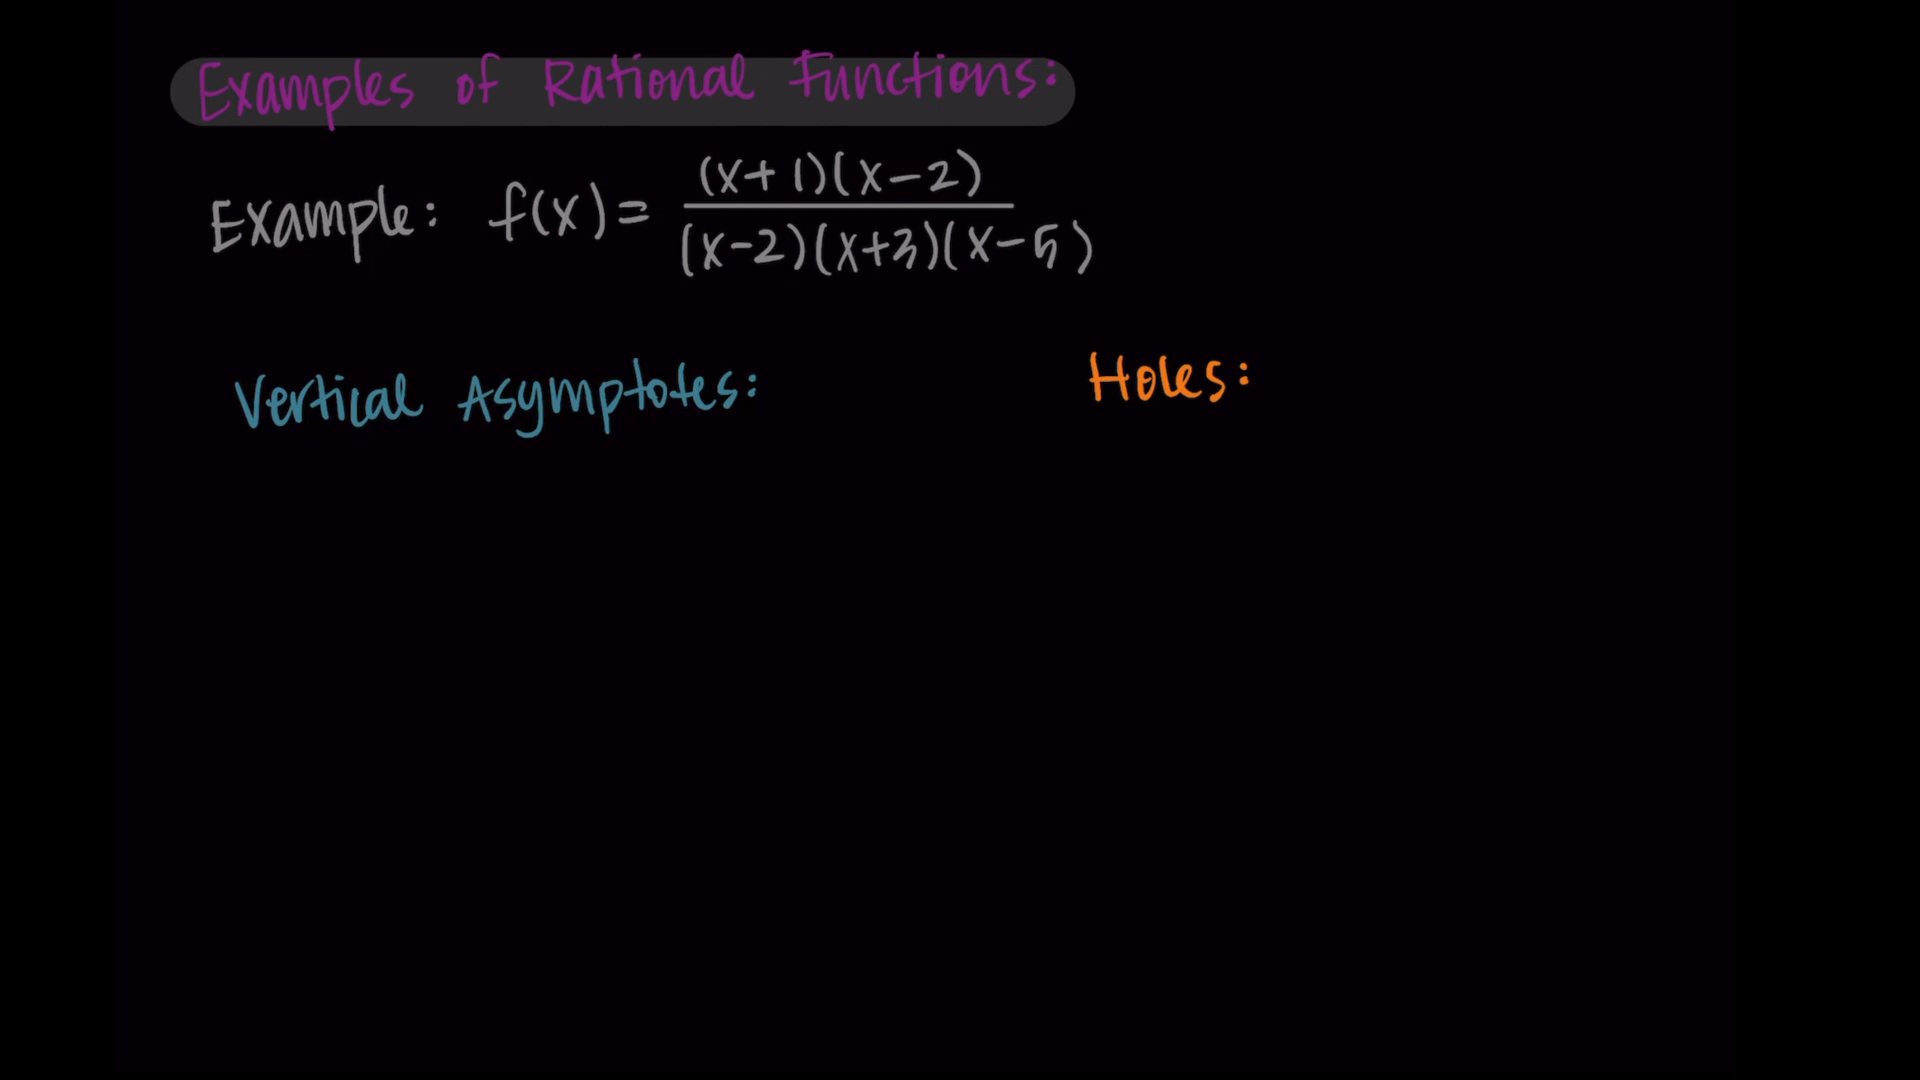 Examples of Rational Functions:
Example: f(x) = (x+1)(x-2)
(x-2)(x+3)(x-5)
Vertical Asymptotes:
Holes: